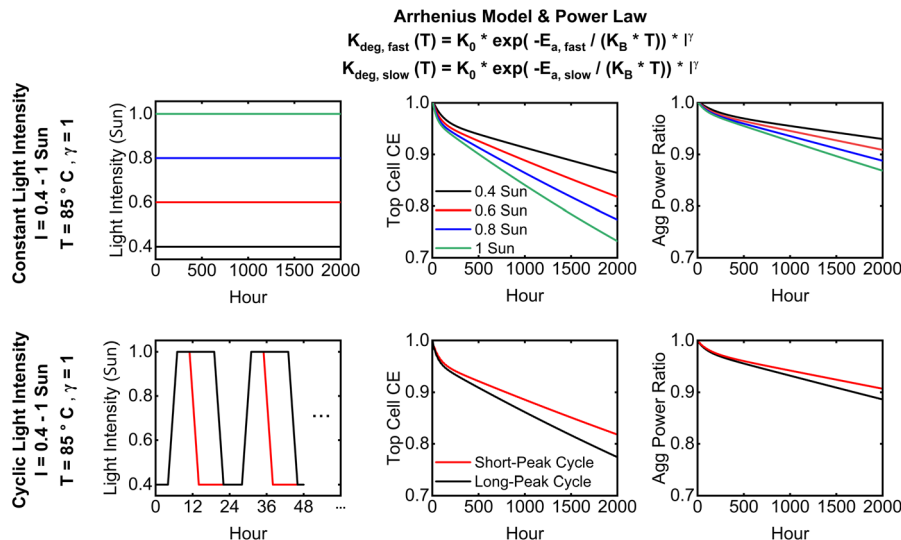 Arrhenius Model & Power Law
K_deg, fast (T) = K_0 * exp( -E_a, fast / (K_B * T)) * I^γ
K_deg, slow (T) = K_0 * exp( -E_a, slow / (K_B * T)) * I^γ
Constant Light Intensity
I = 0.4 - 1 Sun
T = 85 ° C , γ = 1
Light Intensity (Sun)
1.0
0.8
0.6
0.4
0 500 1000 1500 2000
Hour
Top Cell CE
1.0
0.9
0.8
0.7
0.4 Sun
0.6 Sun
0.8 Sun
1 Sun
0 500 1000 1500 2000
Hour
Agg Power Ratio
1.0
0.9
0.8
0.7
0 500 1000 1500 2000
Hour
Cyclic Light Intensity
I = 0.4 - 1 Sun
T = 85 ° C , γ = 1
Light Intensity (Sun)
1.0
0.8
0.6
0.4
...
0 12 24 36 48 ...
Hour
Top Cell CE
1.0
0.9
0.8
0.7
Short-Peak Cycle
Long-Peak Cycle
0 500 1000 1500 2000
Hour
Agg Power Ratio
1.0
0.9
0.8
0.7
0 500 1000 1500 2000
Hour